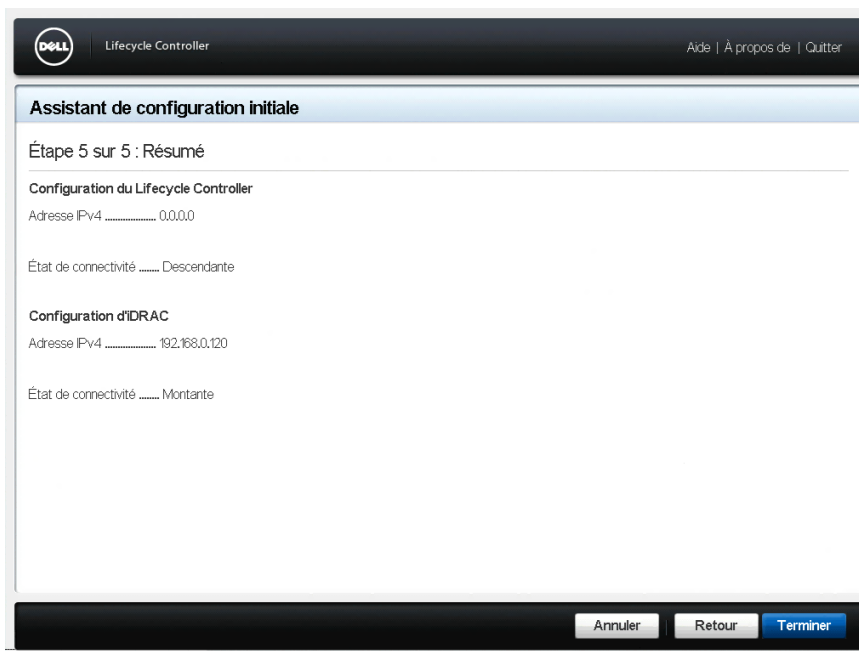 DELL
Lifecycle Controller
Aide | À propos de | Quitter
Assistant de configuration initiale
Étape 5 sur 5 : Résumé
Configuration du Lifecycle Controller
Adresse IPv4 .................. 0.0.0.0
État de connectivité ....... Descendante
Configuration d'iDRAC
Adresse IPv4 .................. 192.168.0.120
État de connectivité ....... Montante
Annuler
Retour
Terminer